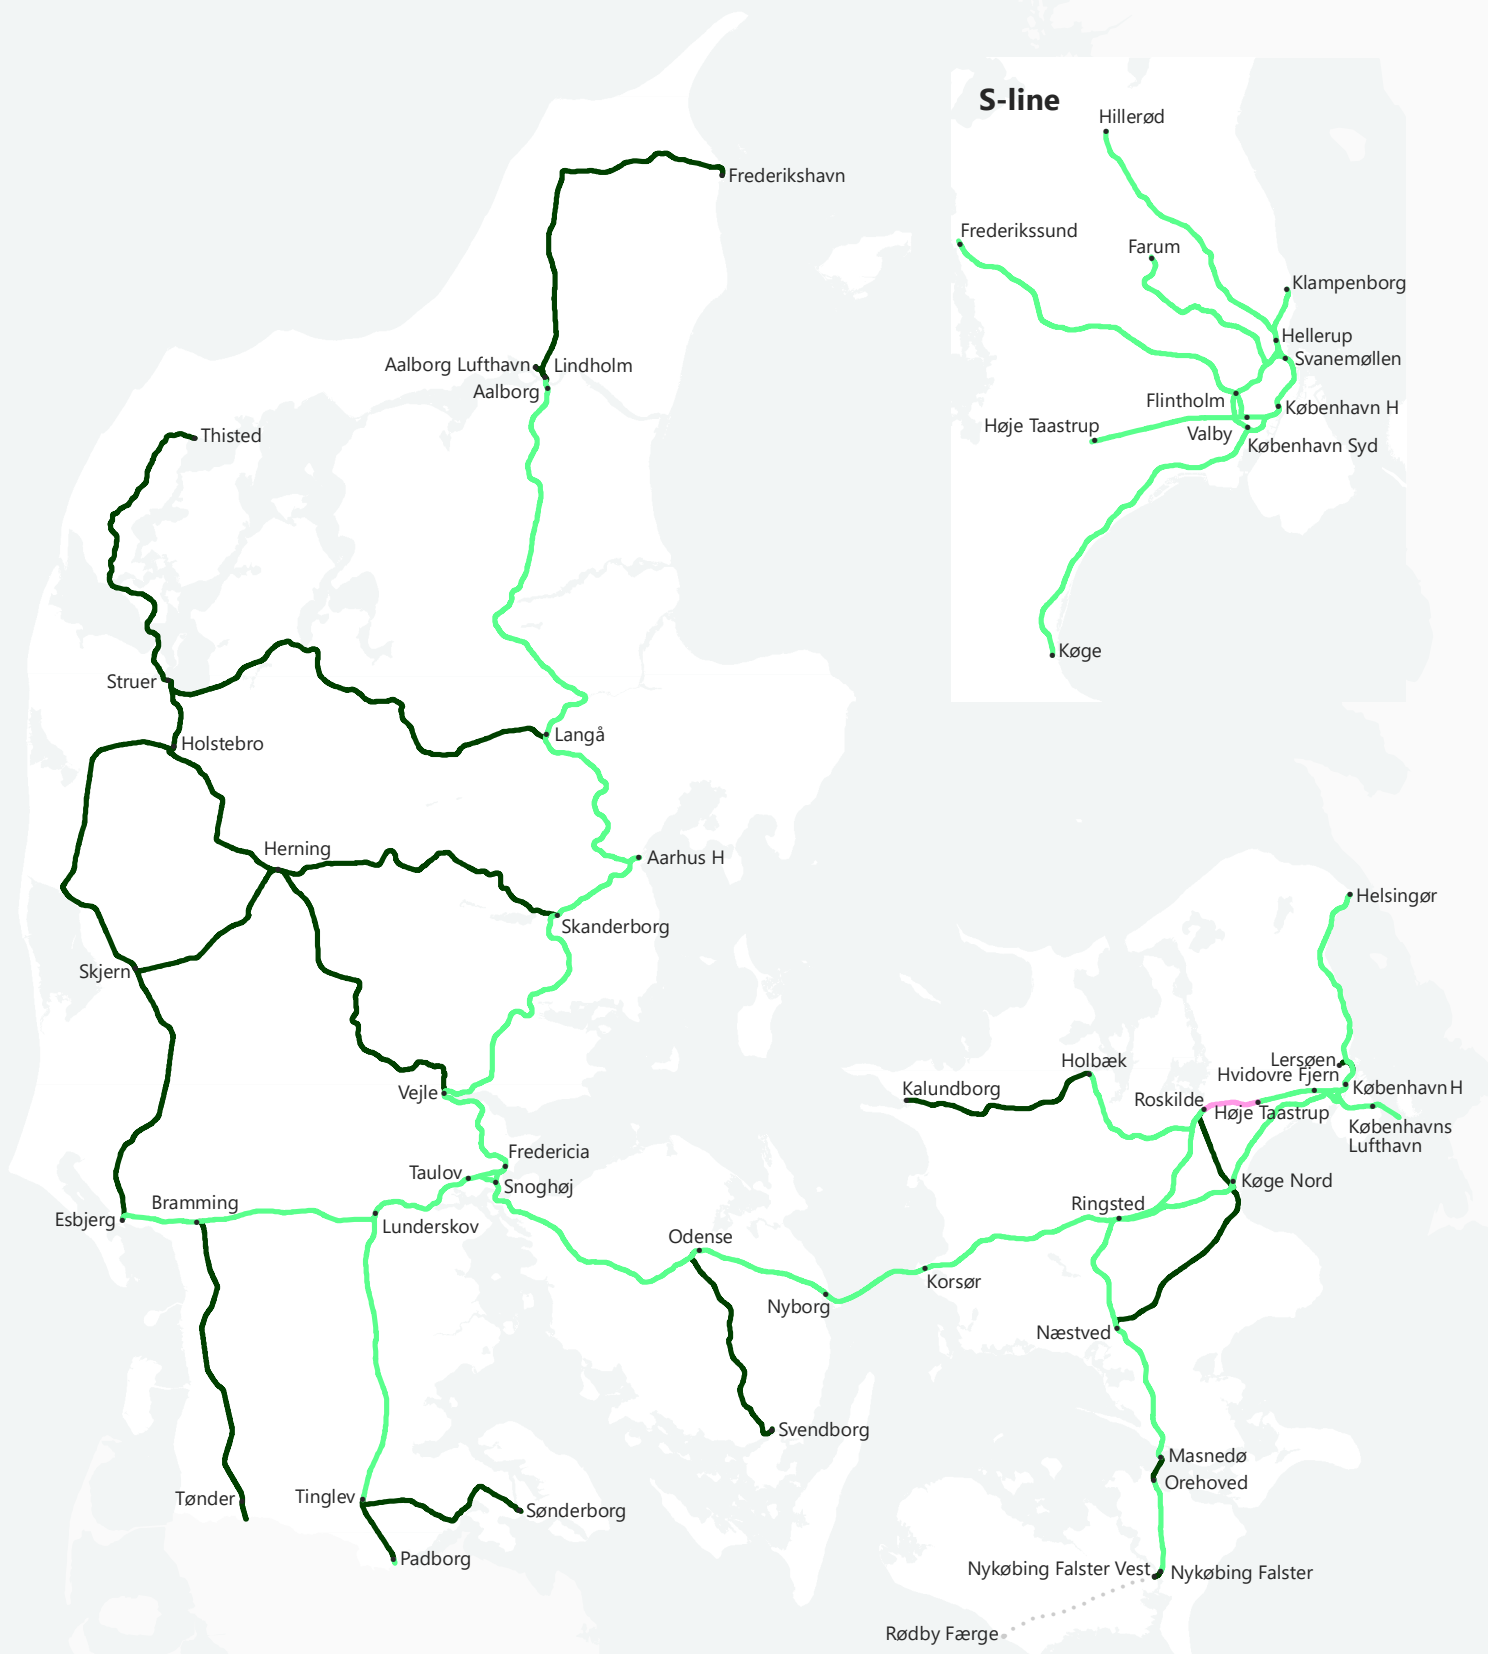 S-line
Hillerød
Frederikssund
Farum
Klampenborg
Hellerup
Svanemøllen
Flintholm
København H
Høje Taastrup
Valby
København Syd
Køge
Frederikshavn
Aalborg Lufthavn
Lindholm
Aalborg
Thisted
Struer
Langå
Holstebro
Herning
Aarhus H
Skanderborg
Skjern
Vejle
Fredericia
Taulov
Snoghøj
Bramming
Esbjerg
Lunderskov
Odense
Nyborg
Korsør
Svendborg
Tønder
Tinglev
Sønderborg
Padborg
Helsingør
Lersøen
Holbæk
Hvidovre Fjern
København H
Kalundborg
Roskilde
Høje Taastrup
Københavns
Lufthavn
Køge Nord
Ringsted
Næstved
Masnedø
Orehoved
Nykøbing Falster Vest
Nykøbing Falster
Rødby Færge